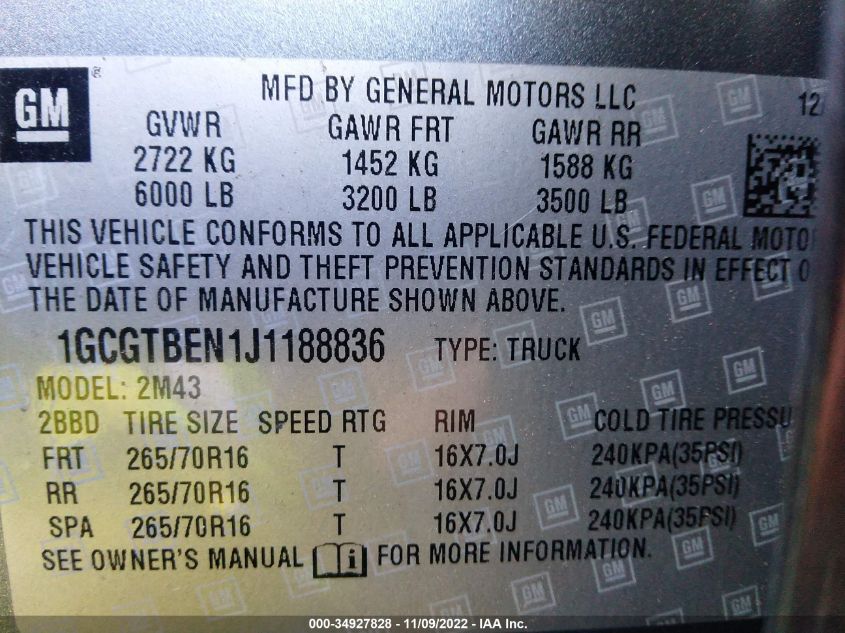 GM
MFD BY GENERAL MOTORS LLC
GVWR GAWR FRT GAWR RR
2722 KG 1452 KG 1588 KG
6000 LB 3200 LB 3500 LB
THIS VEHICLE CONFORMS TO ALL APPLICABLE U.S. FEDERAL
VEHICLE SAFETY AND THEFT PREVENTION STANDARDS IN EFFECT
THE DATE OF MANUFACTURE SHOWN ABOVE.
1GCGTBEN1J1188836 TYPE: TRUCK
MODEL: 2M43
2BBD TIRE SIZE SPEED RTG RIM COLD TIRE
FRT 265/70R16 T 16X7.0J 240KPA(35PSI)
RR 265/70R16 T 16X7.0J 240KPA(35PSI)
SPA 265/70R16 T 16X7.0J 240KPA(35PSI)
SEE OWNER'S MANUAL i FOR MORE INFORMATION.
000-34927828 - 11/09/2022 - IAA Inc.